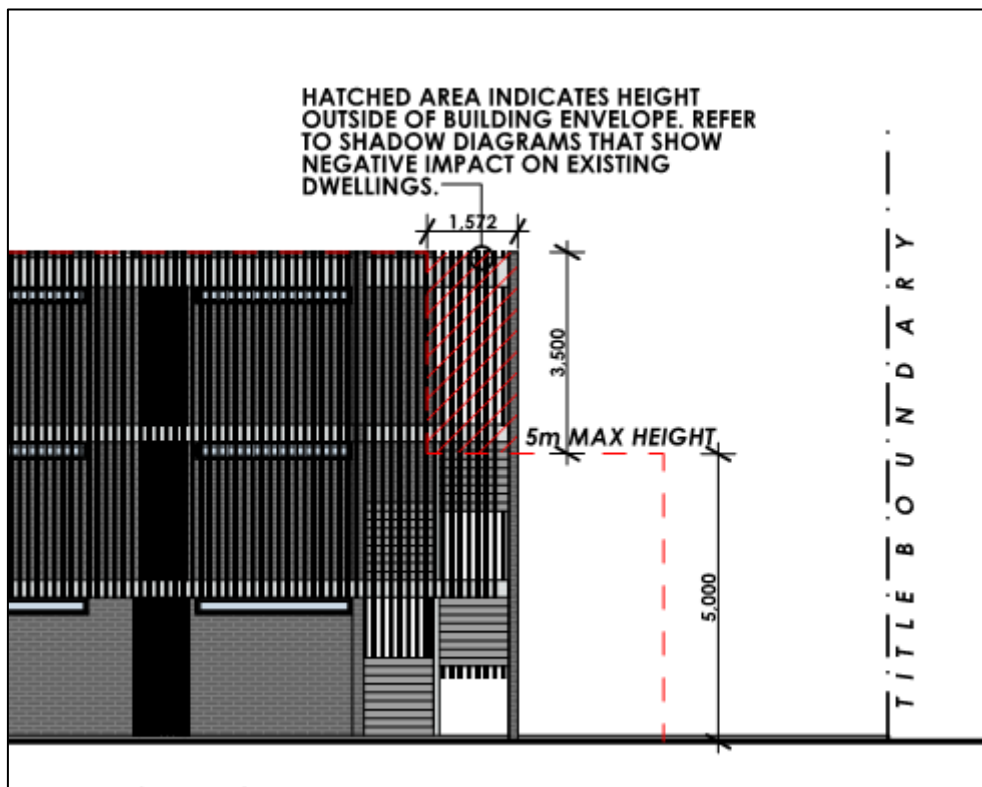 HATCHED AREA INDICATES HEIGHT
OUTSIDE OF BUILDING ENVELOPE. REFER
TO SHADOW DIAGRAMS THAT SHOW
NEGATIVE IMPACT ON EXISTING
DWELLINGS.
1,572
3,500
5m MAX HEIGHT
5,000
TITLE BOUNDARY